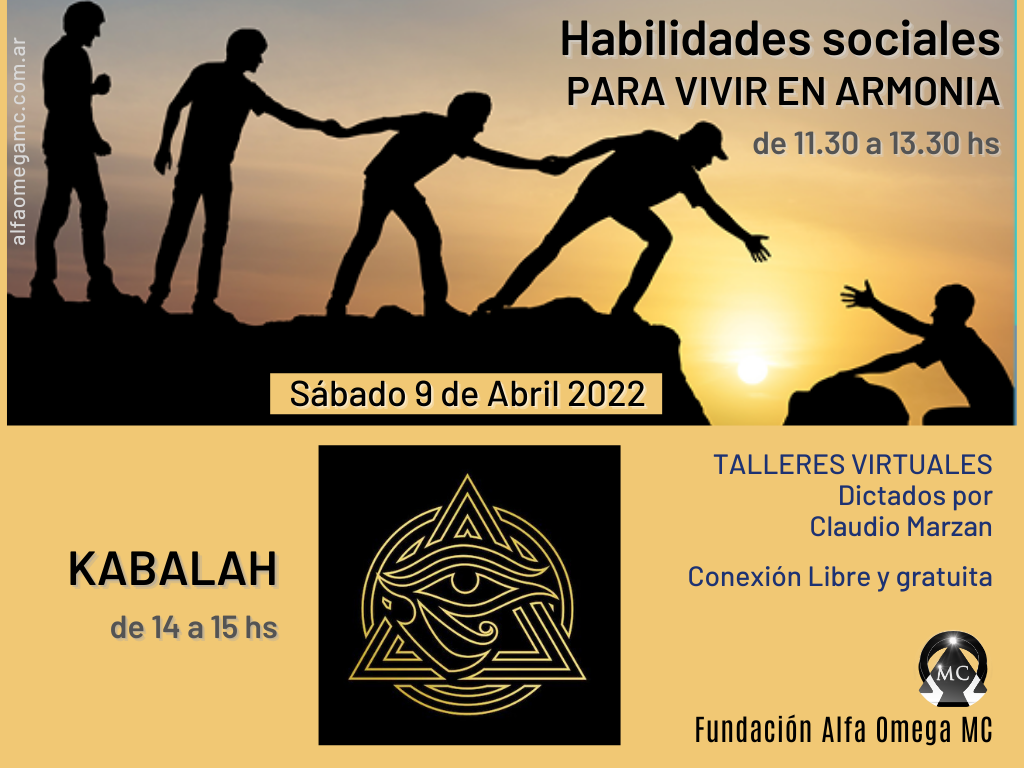 alfaomegamc.com.ar
Habilidades sociales
PARA VIVIR EN ARMONIA
de 11.30 a 13.30 hs
Sábado 9 de Abril 2022
KABALAH
de 14 a 15 hs
TALLERES VIRTUALES
Dictados por
Claudio Marzan
Conexión Libre y gratuita
MC
Fundación Alfa Omega MC